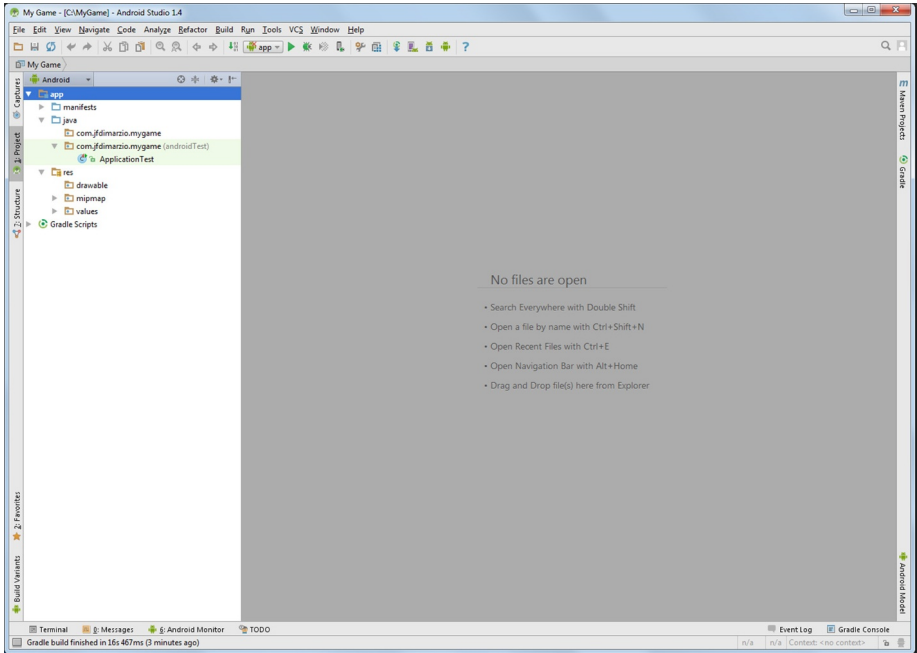 My Game - [C:\MyGame] - Android Studio 1.4
File Edit View Navigate Code Analyze Refactor Build Run Tools VCS Window Help
app
?
My Game
Android
app
manifests
java
com.jfdimarzio.mygame
com.jfdimarzio.mygame (androidTest)
ApplicationTest
res
drawable
mipmap
values
Gradle Scripts
Captures
1: Project
7: Structure
2: Favorites
Build Variants
No files are open
• Search Everywhere with Double Shift
• Open a file by name with Ctrl+Shift+N
• Open Recent Files with Ctrl+E
• Open Navigation Bar with Alt+Home
• Drag and Drop file(s) here from Explorer
m
Maven Projects
Gradle
Android Model
Terminal 0: Messages 6: Android Monitor TODO Event Log Gradle Console
Gradle build finished in 16s 467ms (3 minutes ago) n/a n/a Context: <no context>